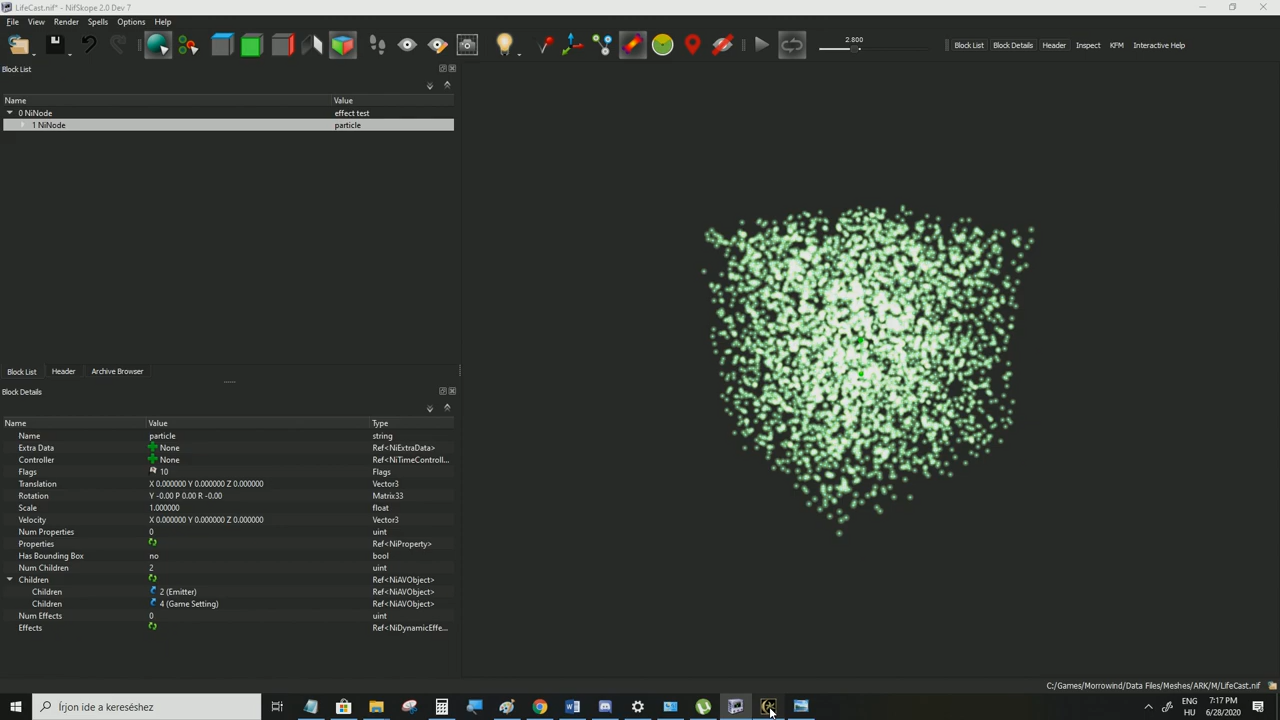 LifeCast.nif* - NifSkope 2.0 Dev 7
File View Render Spells Options Help
2.800
Block List Block Details Header Inspect KFM Interactive Help
Block List
Name Value
0 NiNode effect test
1 NiNode particle
Block List Header Archive Browser
Block Details
Name Value Type
Name particle string
Extra Data None Ref<NiExtraData>
Controller None Ref<NiTimeControll...
Flags 10 Flags
Translation X 0.000000 Y 0.000000 Z 0.000000 Vector3
Rotation Y -0.00 P 0.00 R -0.00 Matrix33
Scale 1.000000 float
Velocity X 0.000000 Y 0.000000 Z 0.000000 Vector3
Num Properties 0 uint
Properties Ref<NiProperty>
Has Bounding Box no bool
Num Children 2 uint
Children Ref<NiAVObject>
Children 2 (Emitter) Ref<NiAVObject>
Children 4 (Game Setting) Ref<NiAVObject>
Num Effects 0 uint
Effects Ref<NiDynamicEffe...
C:/Games/Morrowind/Data Files/Meshes/ARK/M/LifeCast.nif
Írjon ide a kereséshez
ENG 7:17 PM
HU 6/28/2020